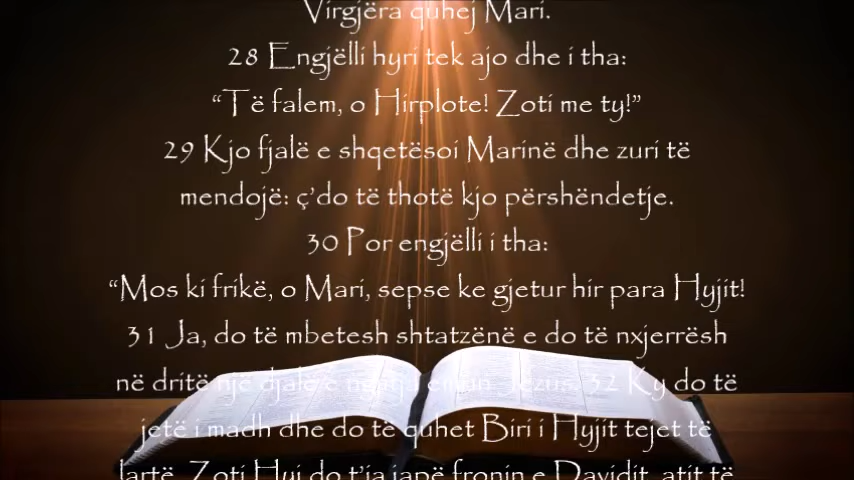 Virgjëra quhej Mari.
28 Engjëlli hyri tek ajo dhe i tha:
“Të falem, o Hirplote! Zoti me ty!”
29 Kjo fjalë e shqetësoi Marinë dhe zuri të
mendojë: ç’do të thotë kjo përshëndetje.
30 Por engjëlli i tha:
“Mos ki frikë, o Mari, sepse ke gjetur hir para Hyjit!
31 Ja, do të mbetesh shtatzënë e do të nxjerrësh
në dritë një djalë e ngjitj emrin Jezus. 32 Ky do të
jetë i madh dhe do të quhet Biri i Hyjit tejet të
lartë. Zoti Hyj do t’ia japë fronin e Davidit, atit të